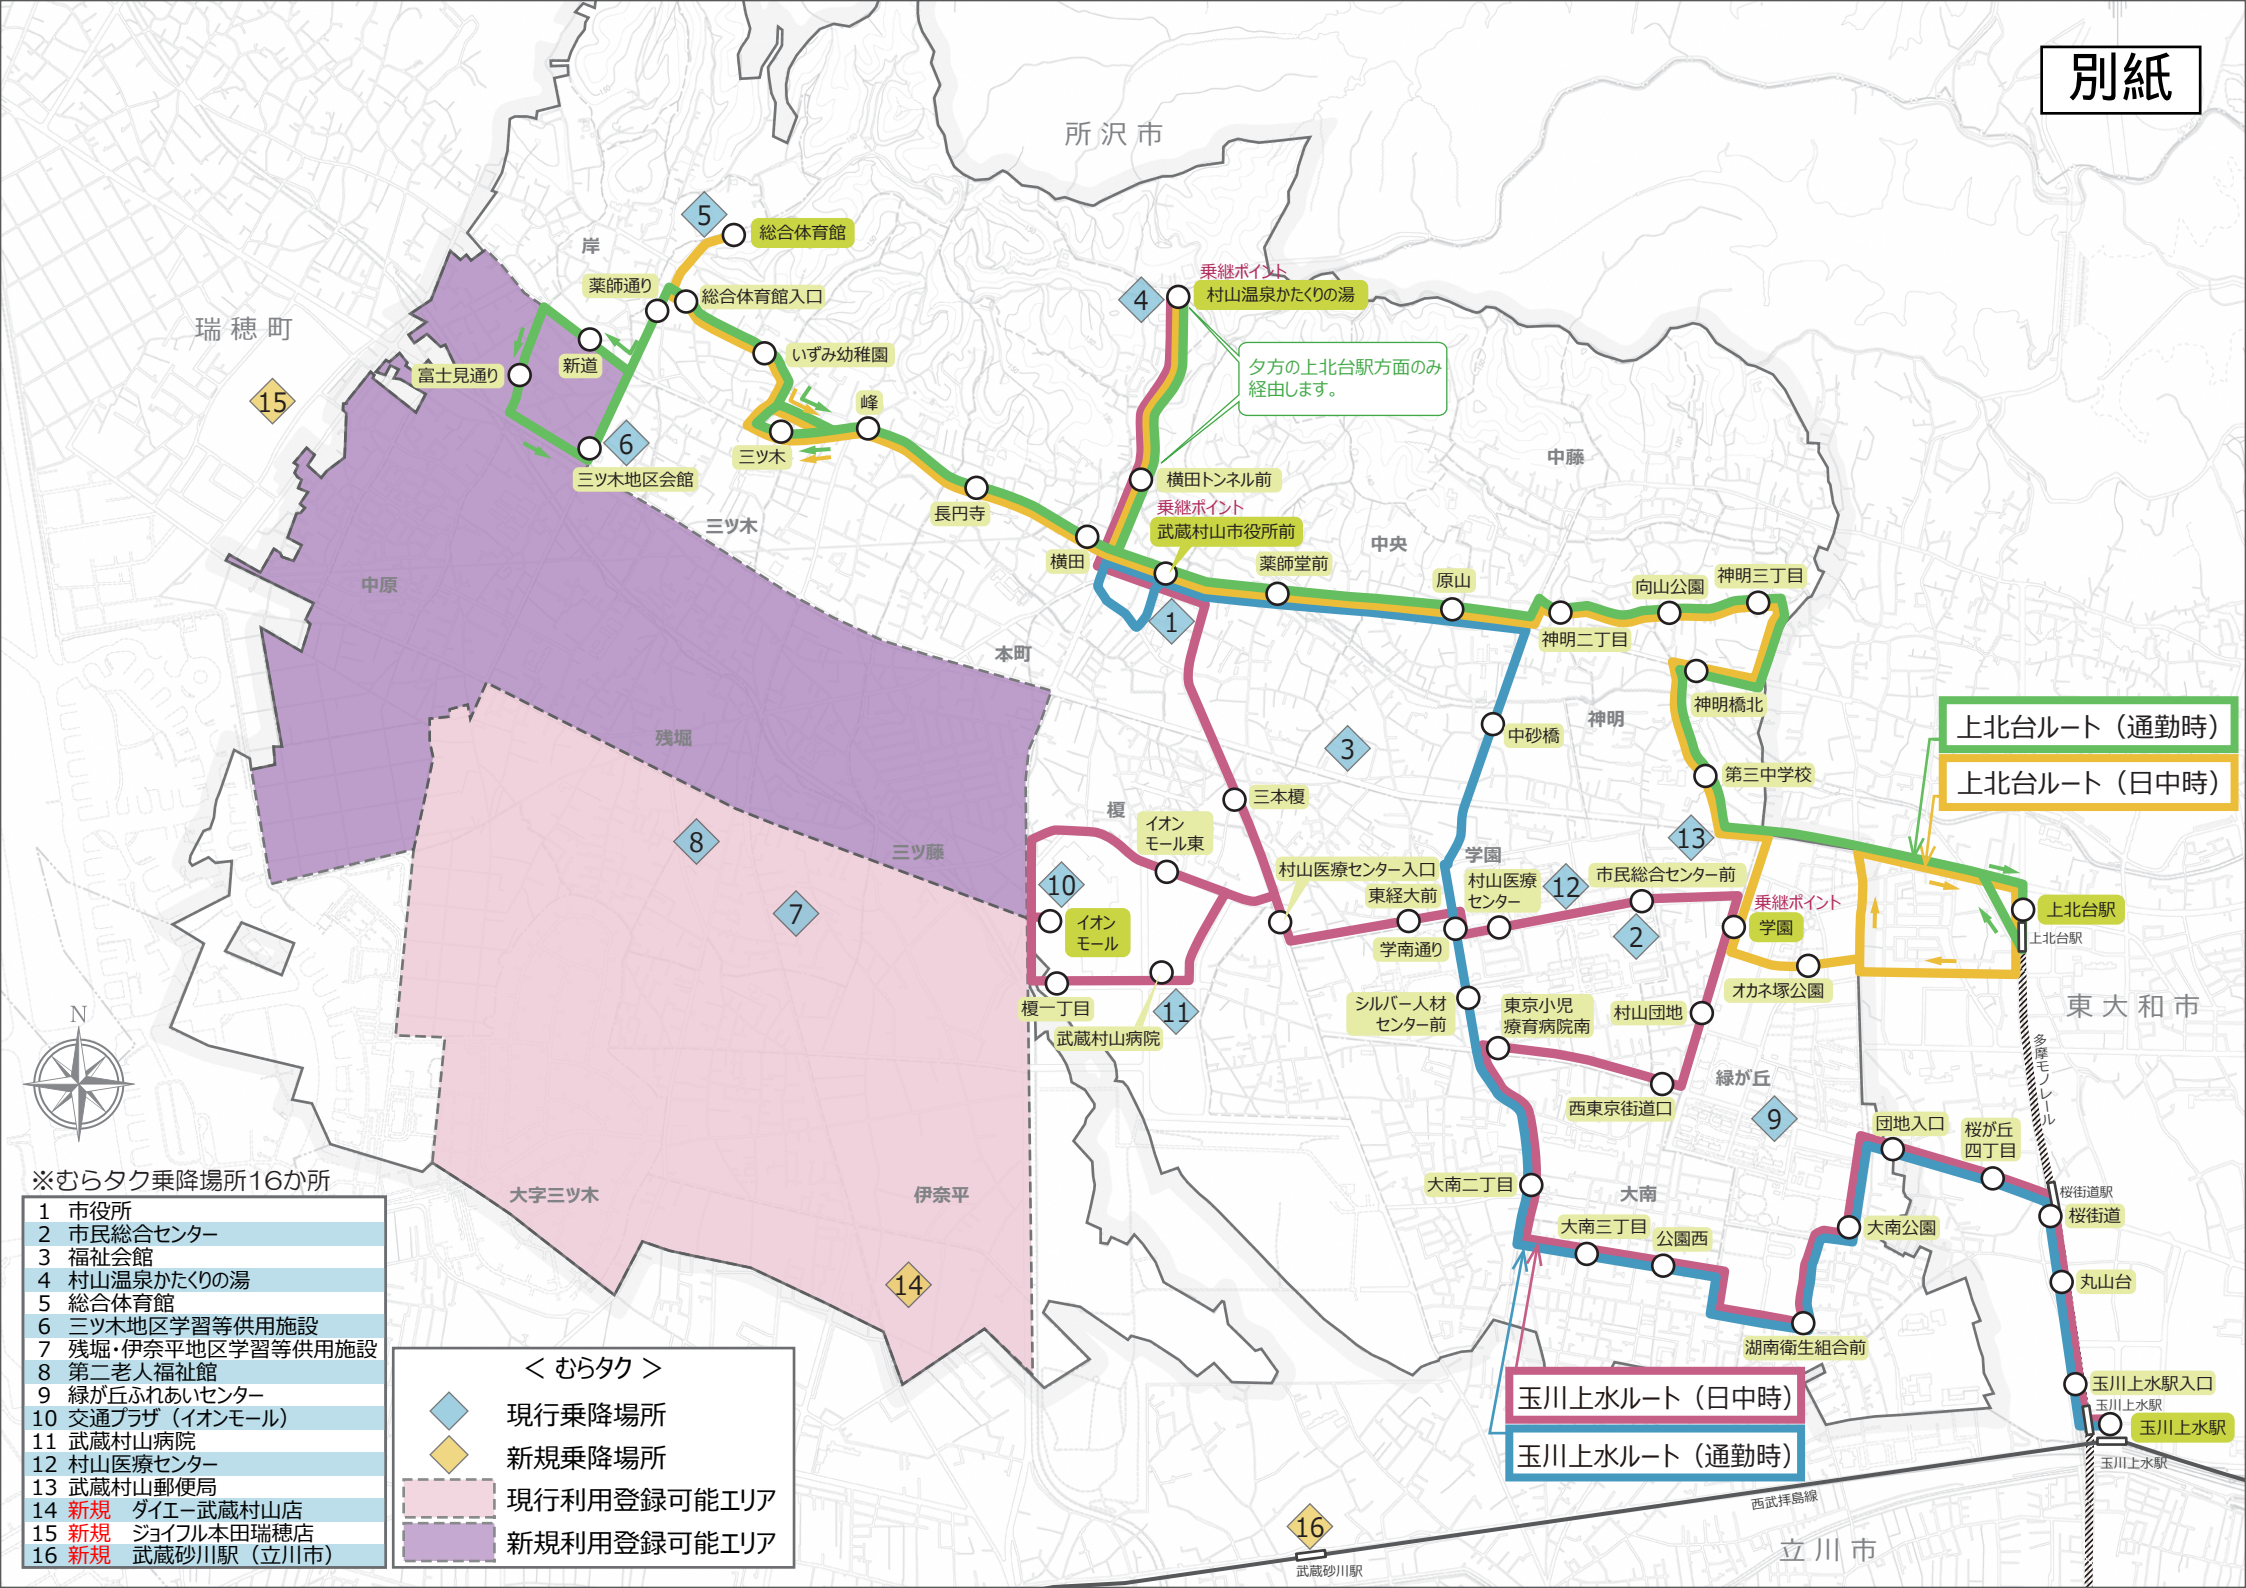 別紙
所沢市
瑞穂町
岸
5
総合体育館
薬師通り
総合体育館入口
新道
富士見通り
いずみ幼稚園
15
6
三ツ木地区会館
三ツ木
峰
長円寺
乗継ポイント
4
村山温泉かたくりの湯
夕方の上北台駅方面のみ
経由します。
横田トンネル前
乗継ポイント
武蔵村山市役所前
横田
薬師堂前
1
三ツ木
中原
中央
中藤
原山
向山公園
神明三丁目
神明二丁目
本町
神明橋北
神明
中砂橋
3
残堀
三本榎
第三中学校
上北台ルート（通勤時）
上北台ルート（日中時）
榎
イオン
モール東
8
三ツ藤
13
学園
村山医療センター入口
東経大前
村山医療
センター
12
市民総合センター前
10
イオン
モール
7
学南通り
2
乗継ポイント
学園
上北台駅
上北台駅
オカネ塚公園
榎一丁目
11
武蔵村山病院
シルバー人材
センター前
東京小児
療育病院南
村山団地
東大和市
多摩モノレール
N
西東京街道口
緑が丘
9
団地入口
桜が丘
四丁目
大南二丁目
大南
大南三丁目
公園西
大南公園
桜街道駅
桜街道
丸山台
大字三ツ木
伊奈平
14
湖南衛生組合前
玉川上水駅入口
玉川上水駅
玉川上水駅
玉川上水駅
玉川上水ルート（日中時）
玉川上水ルート（通勤時）
西武拝島線
16
武蔵砂川駅
立川市
※むらタク乗降場所16か所
1 市役所
2 市民総合センター
3 福祉会館
4 村山温泉かたくりの湯
5 総合体育館
6 三ツ木地区学習等供用施設
7 残堀・伊奈平地区学習等供用施設
8 第二老人福祉館
9 緑が丘ふれあいセンター
10 交通プラザ（イオンモール）
11 武蔵村山病院
12 村山医療センター
13 武蔵村山郵便局
14 新規 ダイエー武蔵村山店
15 新規 ジョイフル本田瑞穂店
16 新規 武蔵砂川駅（立川市）
＜むらタク＞
現行乗降場所
新規乗降場所
現行利用登録可能エリア
新規利用登録可能エリア